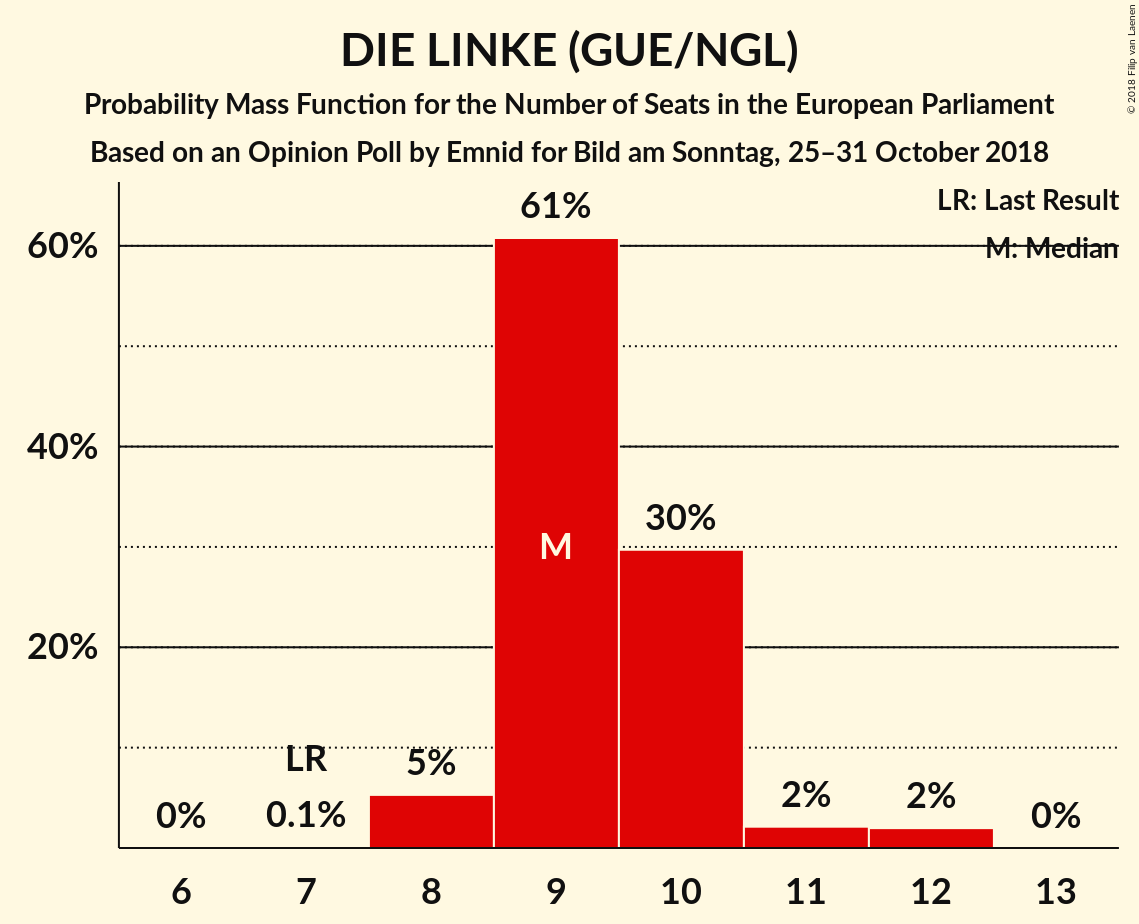 DIE LINKE (GUE/NGL)
Probability Mass Function for the Number of Seats in the European Parliament
Based on an Opinion Poll by Emnid for Bild am Sonntag, 25–31 October 2018
© 2018 Filip van Laenen
LR: Last Result
M: Median
60%
40%
20%
61%
M
30%
LR
0%
0.1%
5%
2%
2%
0%
6 7 8 9 10 11 12 13